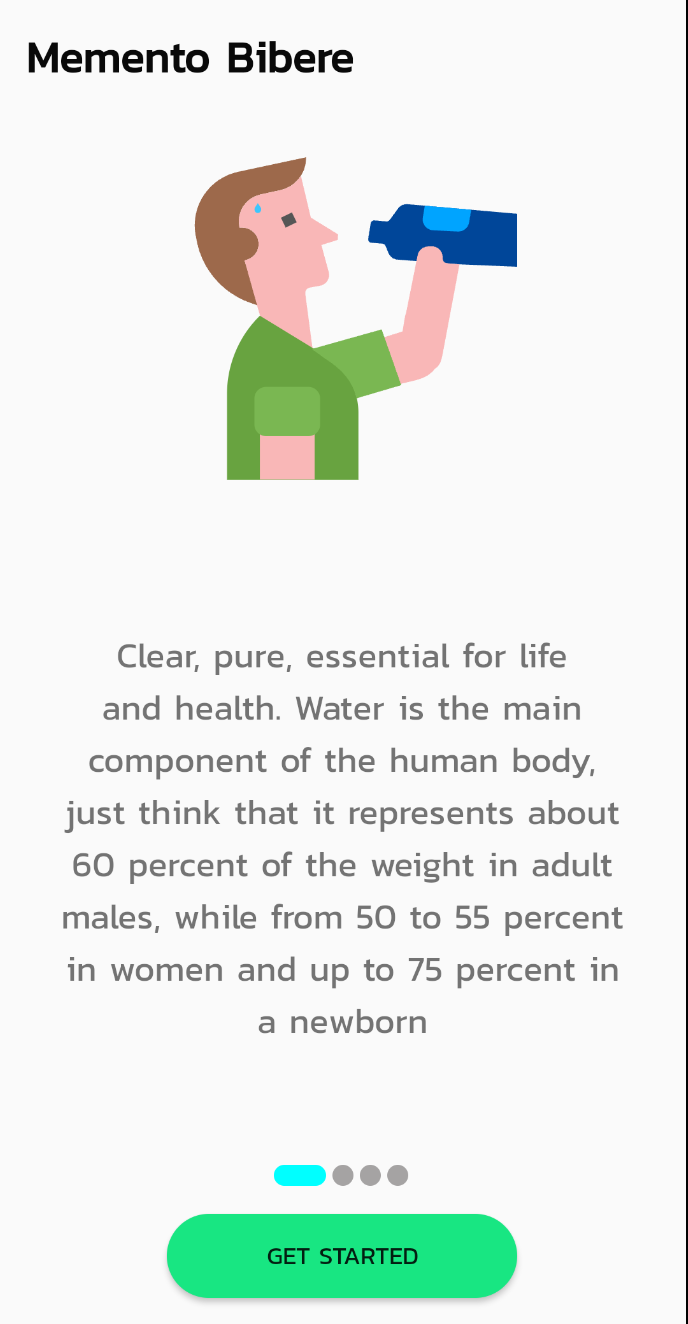 Memento Bibere
Clear, pure, essential for life
and health. Water is the main
component of the human body,
just think that it represents about
60 percent of the weight in adult
males, while from 50 to 55 percent
in women and up to 75 percent in
a newborn
GET STARTED